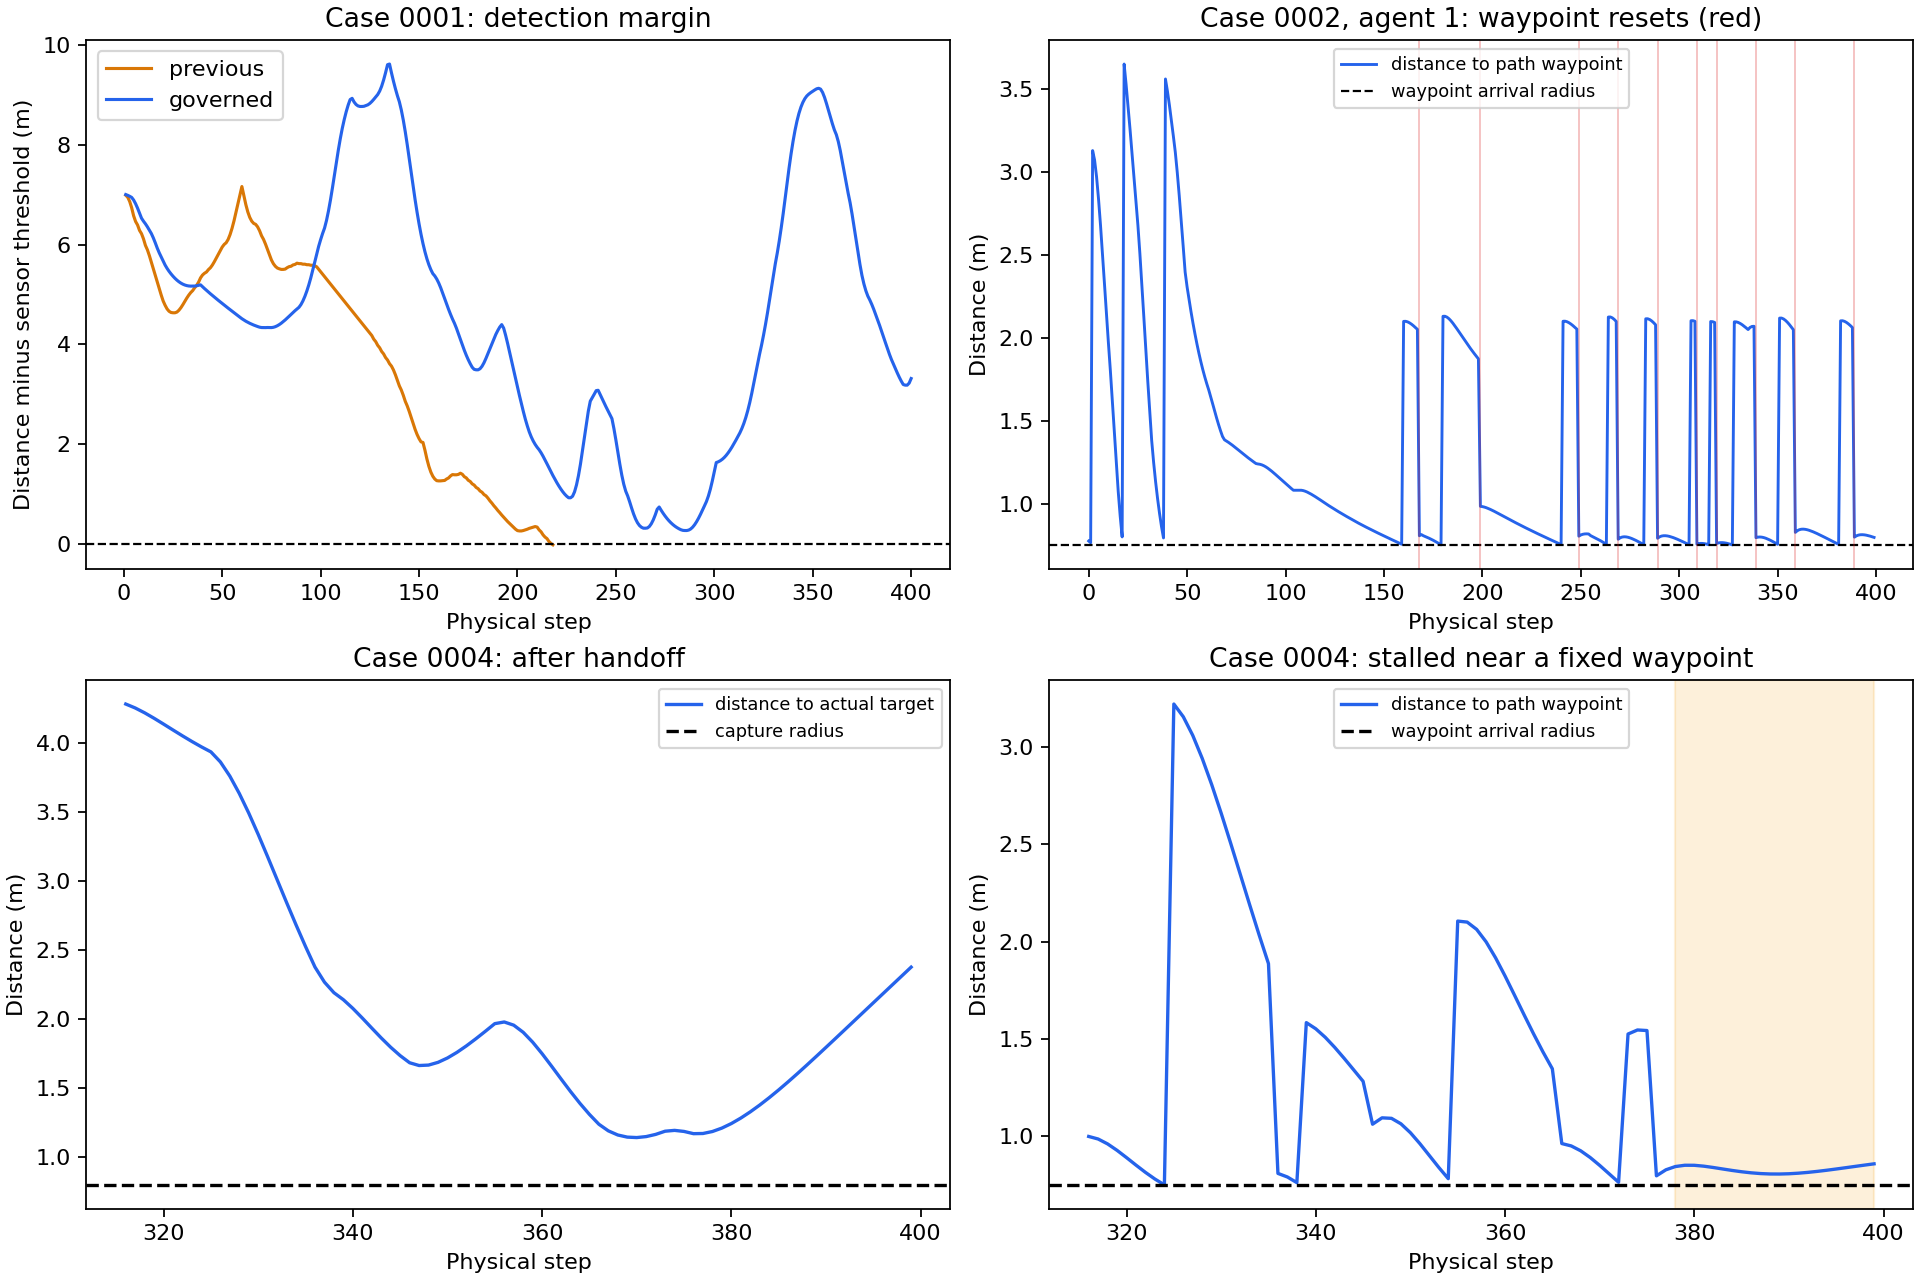 Case 0001: detection margin
previous
governed
Distance minus sensor threshold (m)
10
8
6
4
2
0
0 50 100 150 200 250 300 350 400
Physical step
Case 0002, agent 1: waypoint resets (red)
distance to path waypoint
waypoint arrival radius
Distance (m)
3.5
3.0
2.5
2.0
1.5
1.0
0 50 100 150 200 250 300 350 400
Physical step
Case 0004: after handoff
distance to actual target
capture radius
Distance (m)
4.0
3.5
3.0
2.5
2.0
1.5
1.0
320 340 360 380 400
Physical step
Case 0004: stalled near a fixed waypoint
distance to path waypoint
waypoint arrival radius
Distance (m)
3.0
2.5
2.0
1.5
1.0
320 340 360 380 400
Physical step